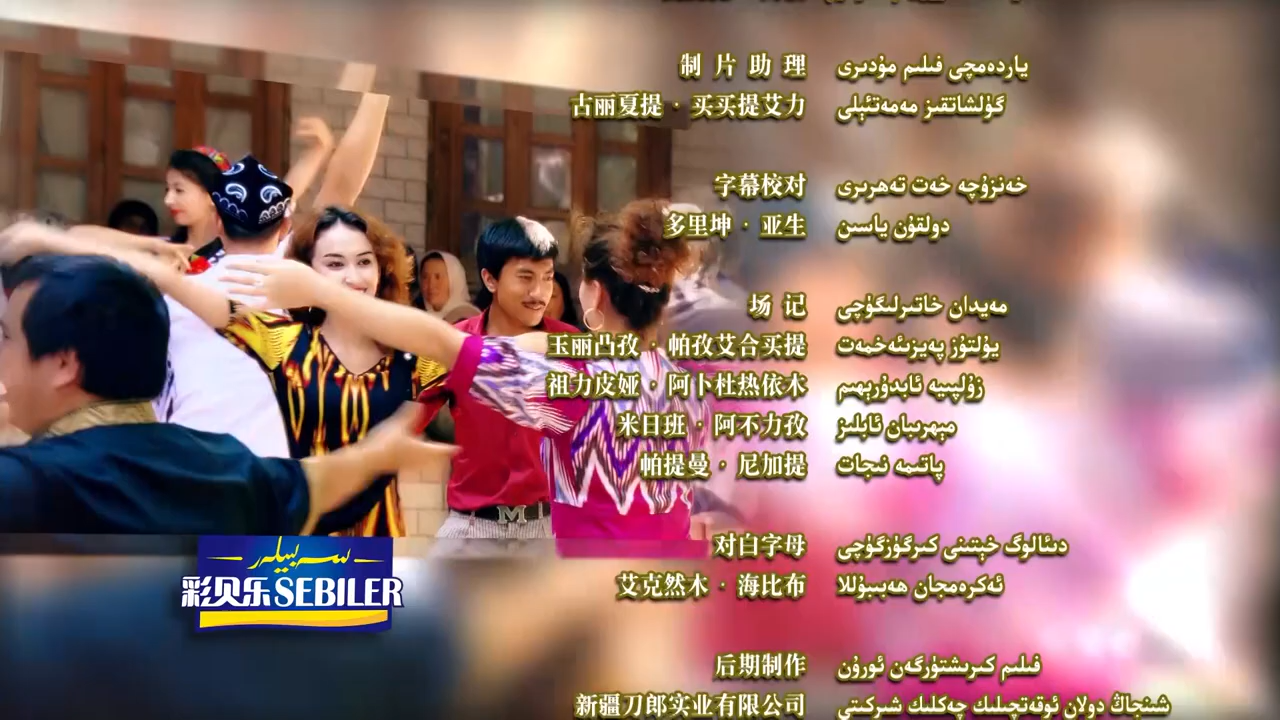 制片助理 ياردەمچى فىلىم مۇدىرى
古丽夏提·买买提艾力 گۈلشاتقىز مەمەتئېلى
字幕校对 خەنزۇچە خەت تەھرىرى
多里坤·亚生 دولقۇن ياسىن
场记 مەيدان خاتىرلىگۈچى
玉丽凸孜·帕孜艾合买提 يۇلتۇز پەيزىئەخمەت
祖力皮娅·阿卜杜热依木 زۇلپىيە ئابدۇرېھىم
米日班·阿不力孜 مېھرىبان ئابلىز
帕提曼·尼加提 پاتىمە نىجات
对白字母 دىئالوگ خېتىنى كىرگۈزگۈچى
艾克然木·海比布 ئەكرەمجان ھەبىبۇللا
سەبىيلەر
彩贝乐SEBILER
后期制作 فىلىم كىرىشتۈرگەن ئورۇن
新疆刀郎实业有限公司 شىنجاڭ دولان ئوقەتچىلىك چەكلىك شىركىتى